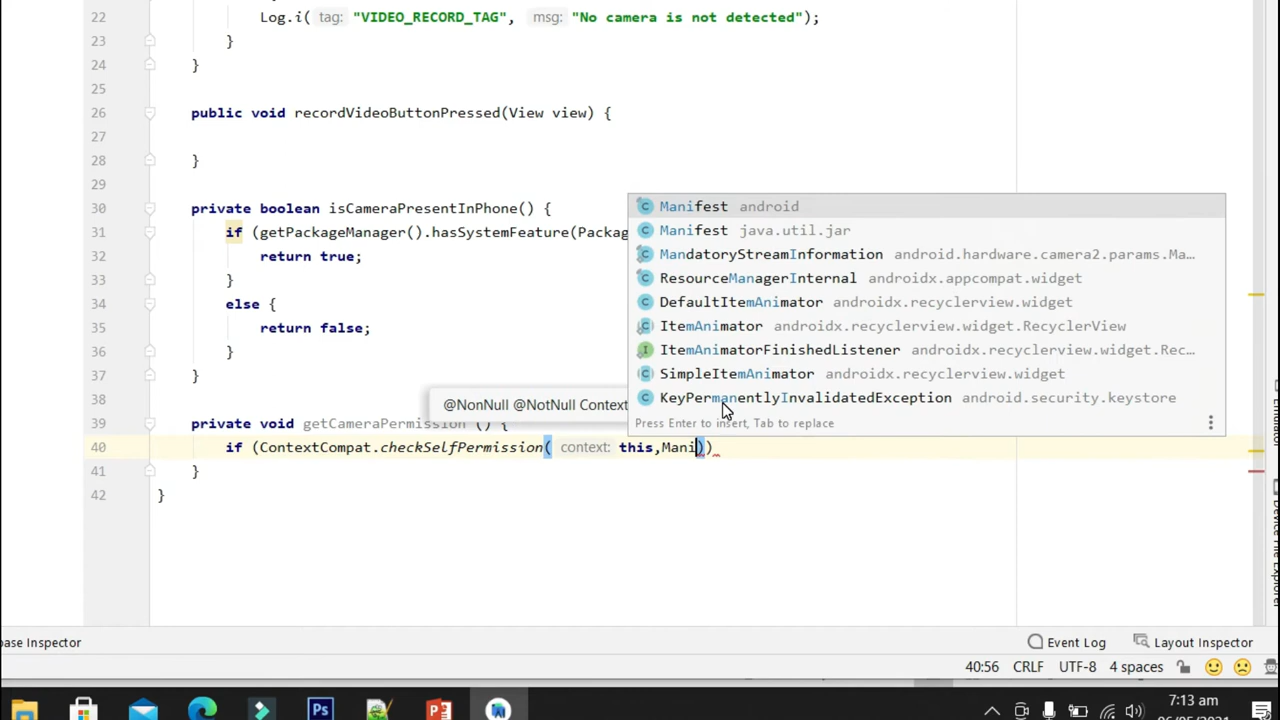 22 Log.i( tag: "VIDEO_RECORD_TAG", msg: "No camera is not detected");
23 }
24 }
25
26 public void recordVideoButtonPressed(View view) {
27
28 }
29
30 private boolean isCameraPresentInPhone() {
31 if (getPackageManager().hasSystemFeature(Packag
32 return true;
33 }
34 else {
35 return false;
36 }
37 }
38
39 private void getCameraPermission () {
40 if (ContextCompat.checkSelfPermission( context: this,Mani))
41 }
42 }
Manifest android
Manifest java.util.jar
MandatoryStreamInformation android.hardware.camera2.params.Ma…
ResourceManagerInternal androidx.appcompat.widget
DefaultItemAnimator androidx.recyclerview.widget
ItemAnimator androidx.recyclerview.widget.RecyclerView
ItemAnimatorFinishedListener androidx.recyclerview.widget.Rec…
SimpleItemAnimator androidx.recyclerview.widget
KeyPermanentlyInvalidatedException android.security.keystore
Press Enter to insert, Tab to replace
@NonNull @NotNull Context
Device File Explorer
base Inspector
Event Log
Layout Inspector
40:56 CRLF UTF-8 4 spaces
Ps
7:13 am